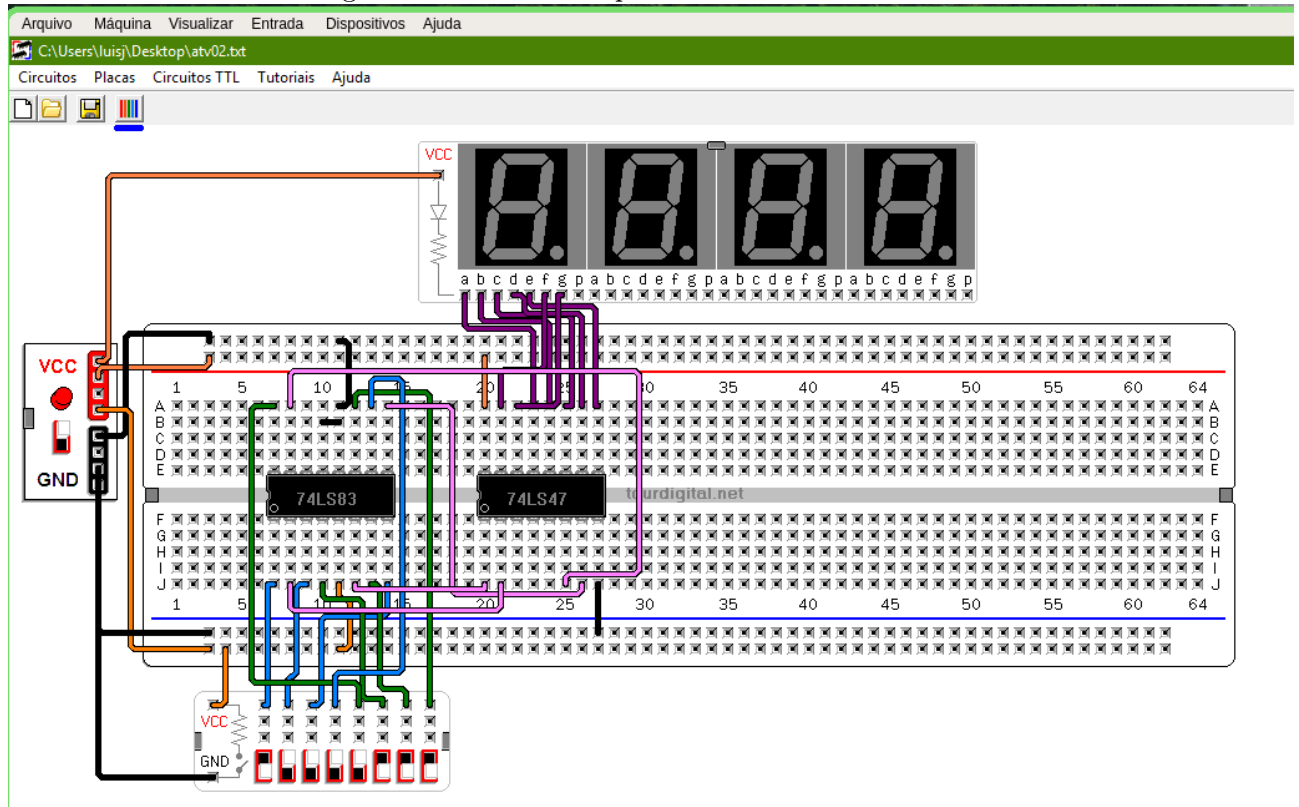 Arquivo Máquina Visualizar Entrada Dispositivos Ajuda
C:\Users\luisj\Desktop\atv02.txt
Circuitos Placas Circuitos TTL Tutoriais Ajuda
VCC
a b c d e f g p a b c d e f g p a b c d e f g p a b c d e f g p
VCC
GND
1 5 10 15 20 25 30 35 40 45 50 55 60 64
A A
B B
C C
D D
E E
74LS83 74LS47 tourdigital.net
F F
G G
H H
I I
J J
1 5 10 15 20 25 30 35 40 45 50 55 60 64
VCC
GND